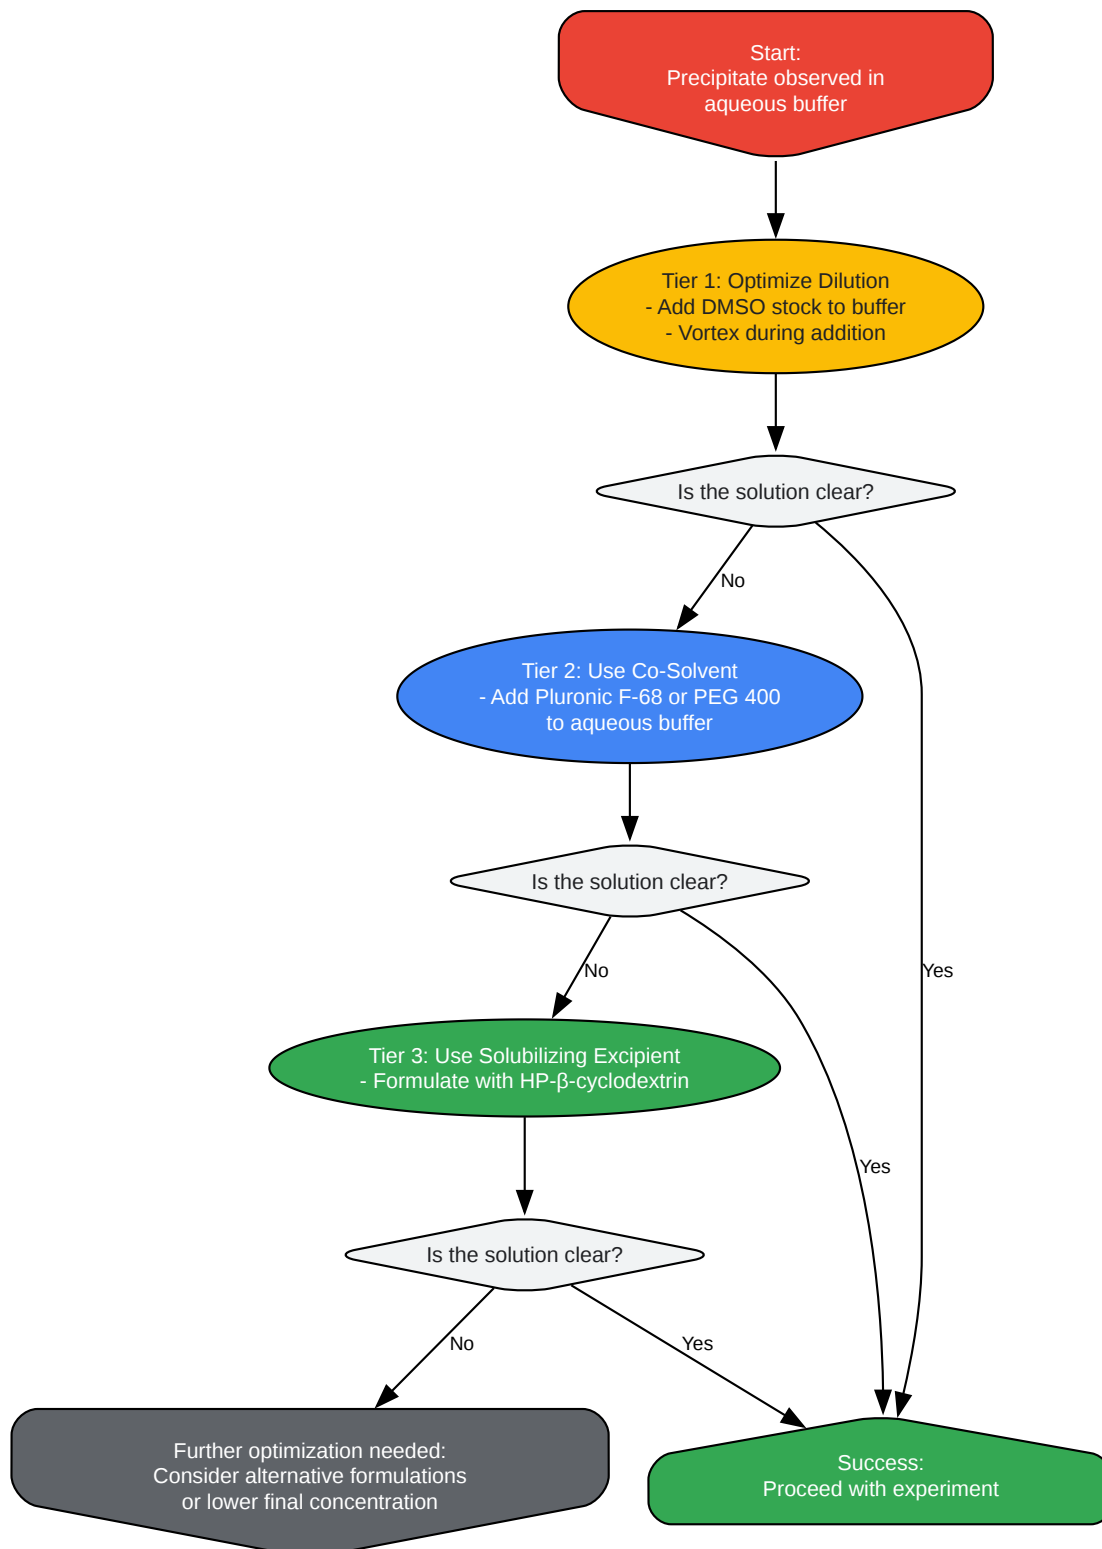 Start:
Precipitate observed in
aqueous buffer
Tier 1: Optimize Dilution
- Add DMSO stock to buffer
- Vortex during addition
Is the solution clear?
No
Tier 2: Use Co-Solvent
- Add Pluronic F-68 or PEG 400
to aqueous buffer
Is the solution clear?
No
Yes
Tier 3: Use Solubilizing Excipient
- Formulate with HP-β-cyclodextrin
Yes
Is the solution clear?
No
Yes
Further optimization needed:
Consider alternative formulations
or lower final concentration
Success:
Proceed with experiment